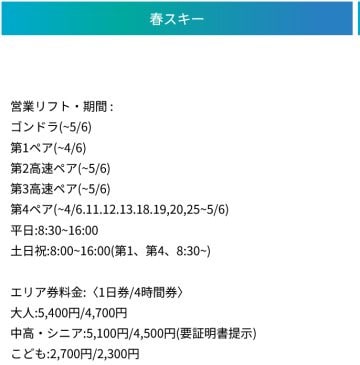 春スキー
営業リフト・期間 :
ゴンドラ(~5/6)
第1ペア(~4/6)
第2高速ペア(~5/6)
第3高速ペア(~5/6)
第4ペア(~4/6.11.12.13.18.19,20,25~5/6)
平日:8:30~16:00
土日祝:8:00~16:00(第1、第4、8:30~)
エリア券料金:〈1日券/4時間券〉
大人:5,400円/4,700円
中高・シニア:5,100円/4,500円(要証明書提示)
こども:2,700円/2,300円